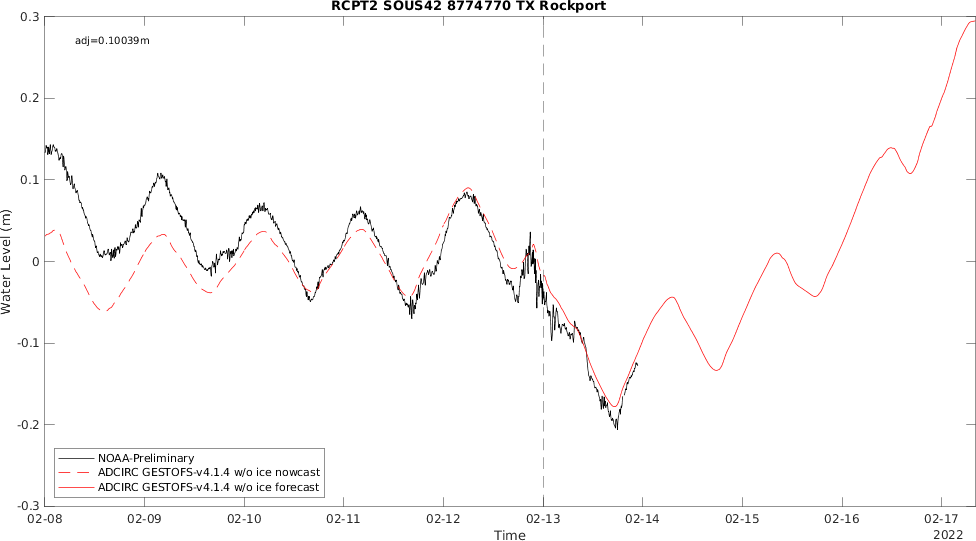 RCPT2 SOUS42 8774770 TX Rockport
adj=0.10039m
0.3
0.2
0.1
0
-0.1
-0.2
-0.3
Water Level (m)
NOAA-Preliminary
ADCIRC GESTOFS-v4.1.4 w/o ice nowcast
ADCIRC GESTOFS-v4.1.4 w/o ice forecast
02-08 02-09 02-10 02-11 02-12 02-13 02-14 02-15 02-16 02-17
Time
2022